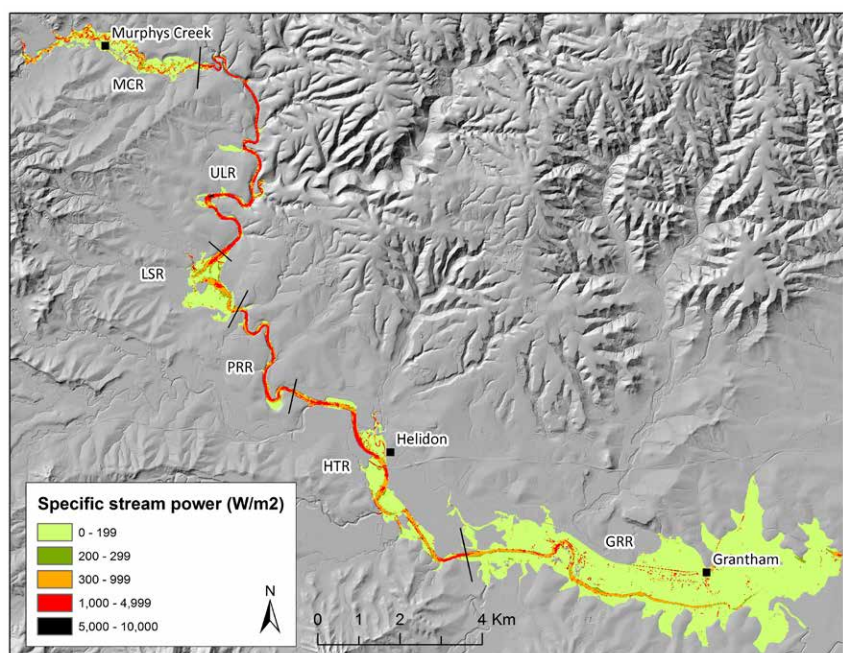 Murphys Creek
MCR
ULR
LSR
PRR
Helidon
HTR
GRR
Grantham
Specific stream power (W/m2)
0 - 199
200 - 299
300 - 999
1,000 - 4,999
5,000 - 10,000
N
0 1 2 4 Km